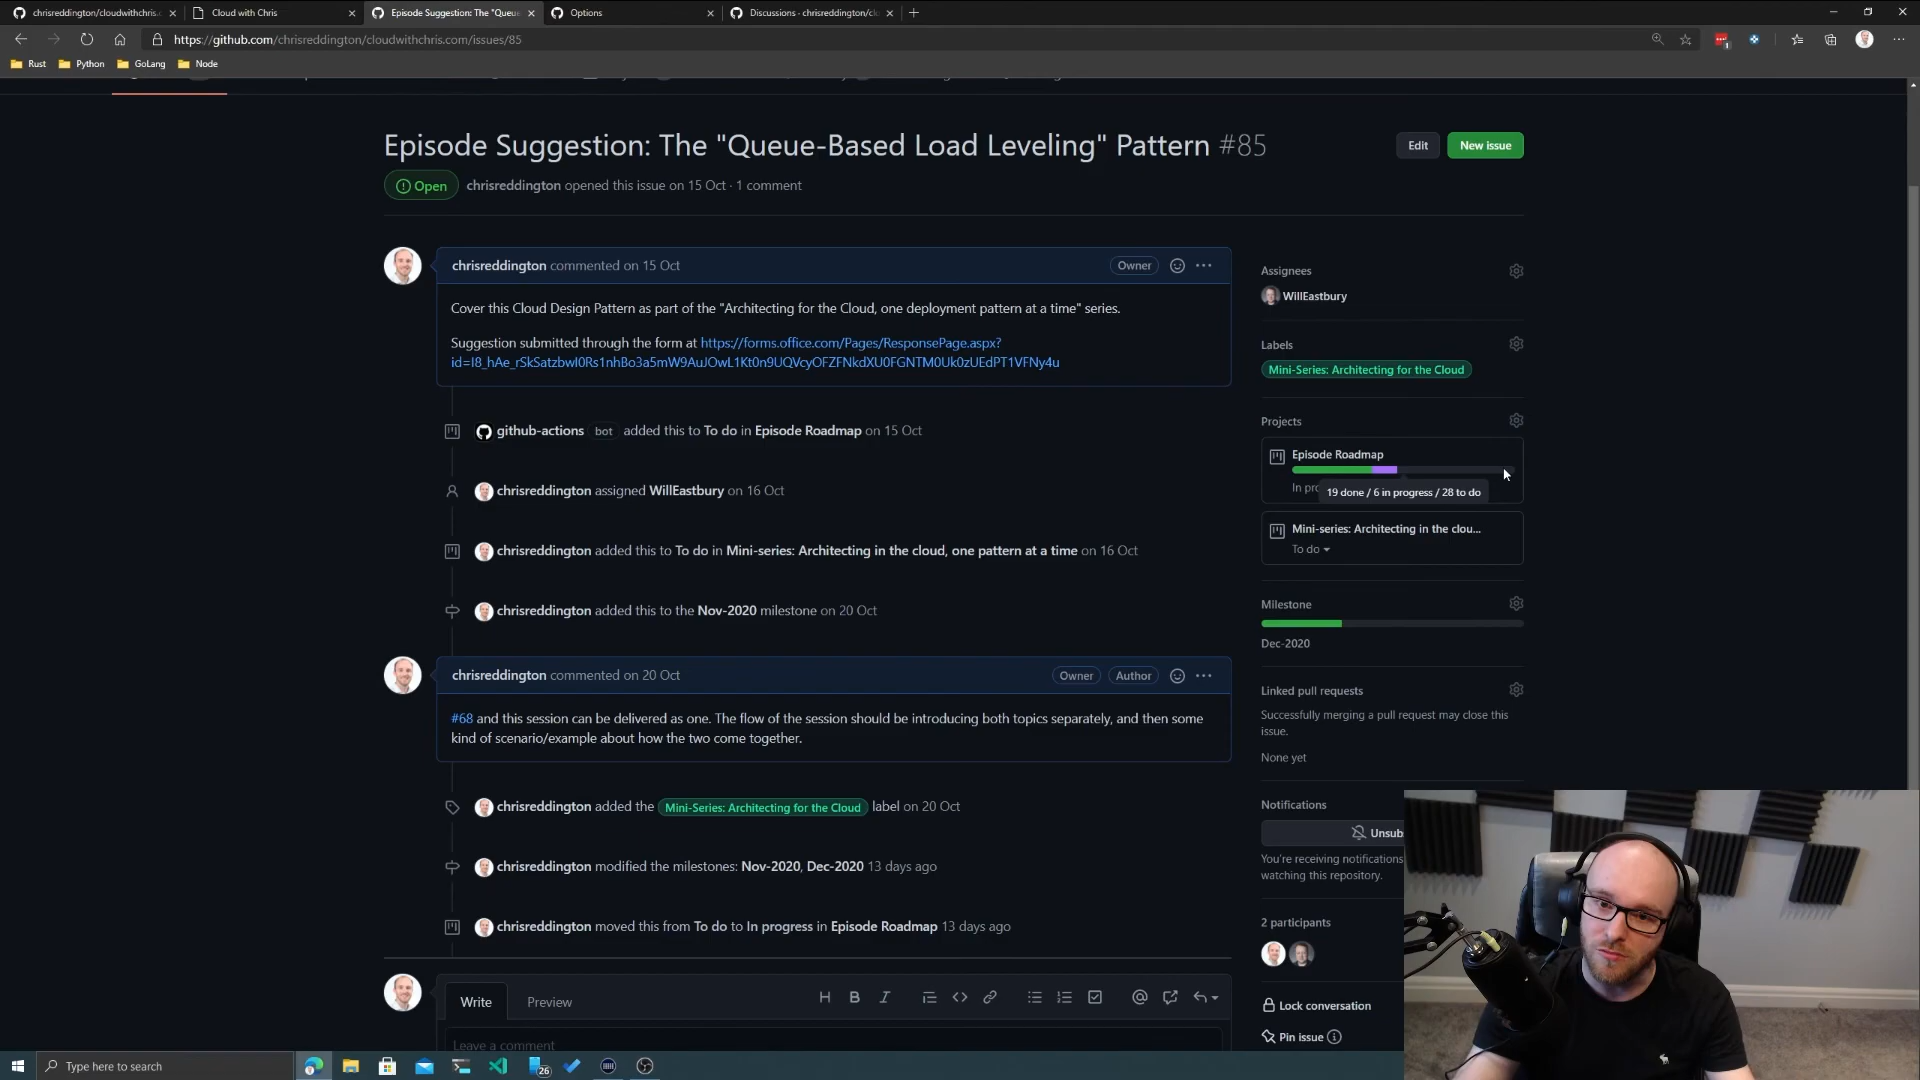 chrisreddington/cloudwithchris.c
Cloud with Chris
Episode Suggestion: The "Queue
Options
Discussions · chrisreddington/clo
https://github.com/chrisreddington/cloudwithchris.com/issues/85
1
Rust
Python
GoLang
Node
Episode Suggestion: The "Queue-Based Load Leveling" Pattern #85
Edit
New issue
Open
chrisreddington opened this issue on 15 Oct · 1 comment
chrisreddington commented on 15 Oct
Owner
Cover this Cloud Design Pattern as part of the "Architecting for the Cloud, one deployment pattern at a time" series.
Suggestion submitted through the form at https://forms.office.com/Pages/ResponsePage.aspx?
id=I8_hAe_rSkSatzbwI0Rs1nhBo3a5mW9AuJOwL1Kt0n9UQVcyOFZFNkdXU0FGNTM0Uk0zUEdPT1VFNy4u
github-actions bot added this to To do in Episode Roadmap on 15 Oct
chrisreddington assigned WillEastbury on 16 Oct
chrisreddington added this to To do in Mini-series: Architecting in the cloud, one pattern at a time on 16 Oct
chrisreddington added this to the Nov-2020 milestone on 20 Oct
chrisreddington commented on 20 Oct
Owner
Author
#68 and this session can be delivered as one. The flow of the session should be introducing both topics separately, and then some
kind of scenario/example about how the two come together.
chrisreddington added the Mini-Series: Architecting for the Cloud label on 20 Oct
chrisreddington modified the milestones: Nov-2020, Dec-2020 13 days ago
chrisreddington moved this from To do to In progress in Episode Roadmap 13 days ago
Write
Preview
Leave a comment
Assignees
WillEastbury
Labels
Mini-Series: Architecting for the Cloud
Projects
Episode Roadmap
In pro
19 done / 6 in progress / 28 to do
Mini-series: Architecting in the clou...
To do
Milestone
Dec-2020
Linked pull requests
Successfully merging a pull request may close this
issue.
None yet
Notifications
Unsub
You're receiving notifications
watching this repository.
2 participants
Lock conversation
Pin issue
Type here to search
26